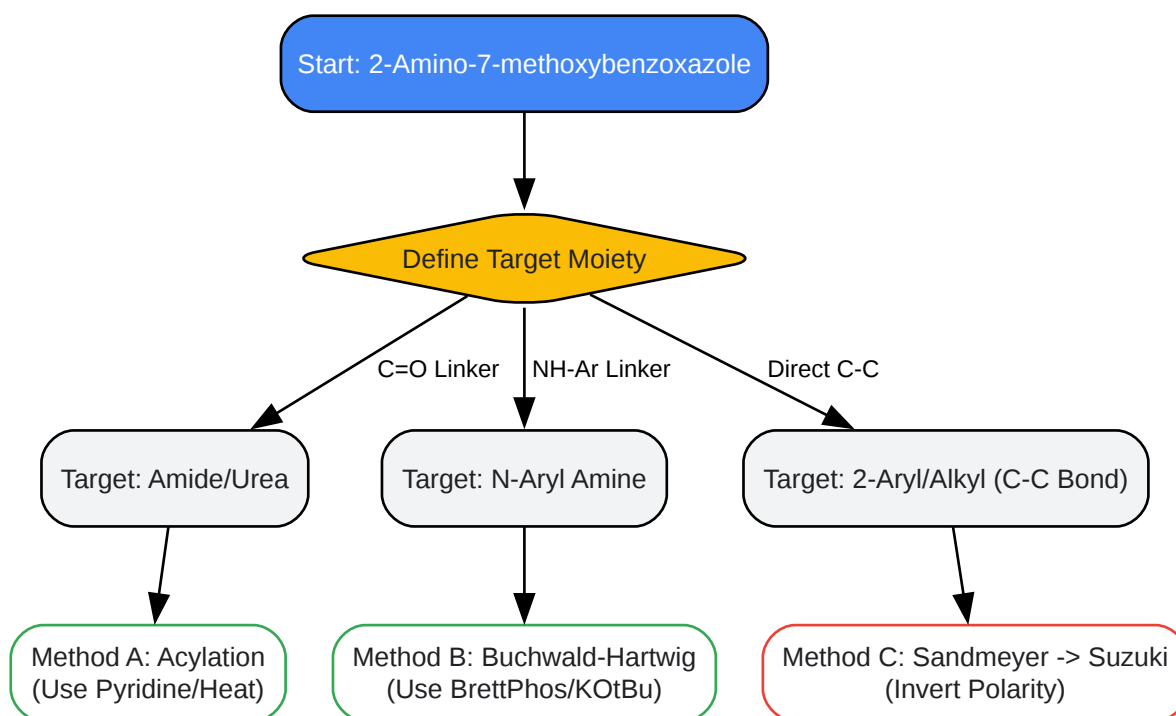 Start: 2-Amino-7-methoxybenzoxazole
Define Target Moiety
C=O Linker
NH-Ar Linker
Direct C-C
Target: Amide/Urea
Target: N-Aryl Amine
Target: 2-Aryl/Alkyl (C-C Bond)
Method A: Acylation
(Use Pyridine/Heat)
Method B: Buchwald-Hartwig
(Use BrettPhos/KOtBu)
Method C: Sandmeyer -> Suzuki
(Invert Polarity)